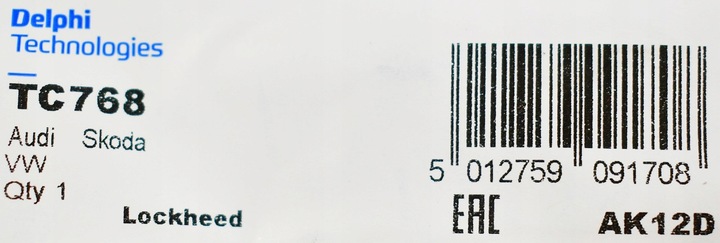 Delphi
Technologies
TC768
Audi Skoda
VW
Qty 1
Lockheed
5 012759 091708
EAC AK12D